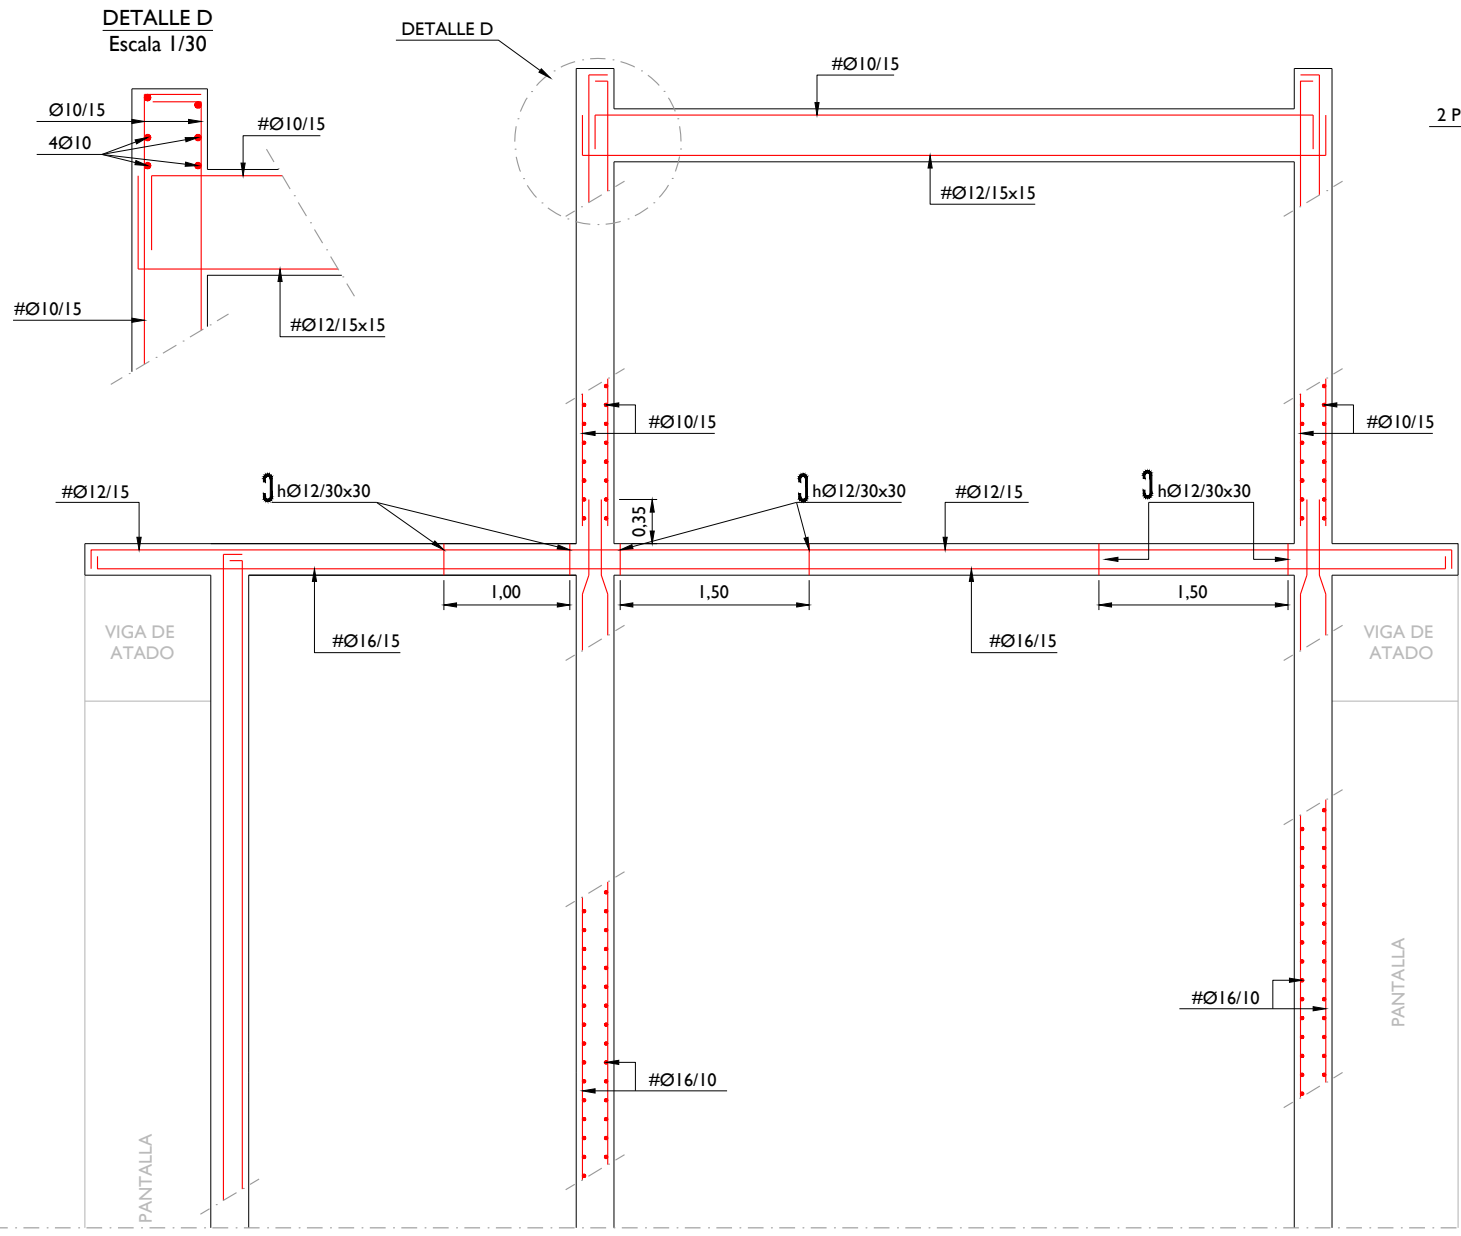 DETALLE D
Escala 1/30
DETALLE D
#Ø10/15
2 P
Ø10/15
#Ø10/15
4Ø10
#Ø12/15x15
#Ø10/15
#Ø12/15x15
#Ø10/15
#Ø10/15
#Ø12/15
hØ12/30x30
hØ12/30x30
#Ø12/15
hØ12/30x30
0,35
1,00
1,50
1,50
VIGA DE
ATADO
#Ø16/15
#Ø16/15
VIGA DE
ATADO
PANTALLA
#Ø16/10
#Ø16/10
PANTALLA